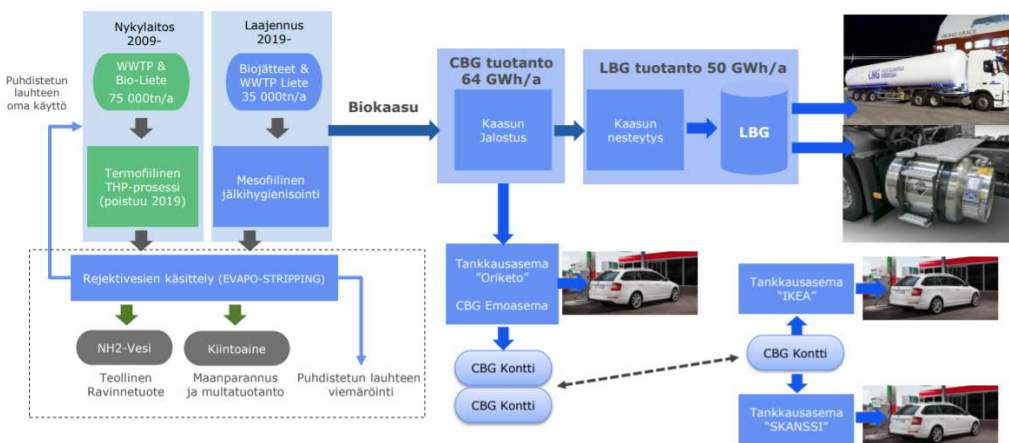 Nykylaitos
2009-
WWTP &
Bio-Liete
75 000tn/a
Termofiilinen
THP-prosessi
(poistuu 2019)
Laajennus
2019-
Biojätteet &
WWTP Liete
35 000tn/a
Mesofiilinen
jälkihygienisointi
Puhdistetun
lauhteen
oma käyttö
Biokaasu
CBG tuotanto
64 GWh/a
Kaasun
Jalostus
LBG tuotanto 50 GWh/a
Kaasun
nesteytys
LBG
VIKING GRACE
LNG
Rejektivesien käsittely (EVAPO-STRIPPING)
NH2-Vesi
Kiintoaine
Teollinen
Ravinnetuote
Maanparannus
ja multatuotanto
Puhdistetun lauhteen
viemäröinti
Tankkausasema
"Oriketo"
CBG Emoasema
CBG Kontti
CBG Kontti
Tankkausasema
"IKEA"
CBG Kontti
Tankkausasema
"SKANSSI"